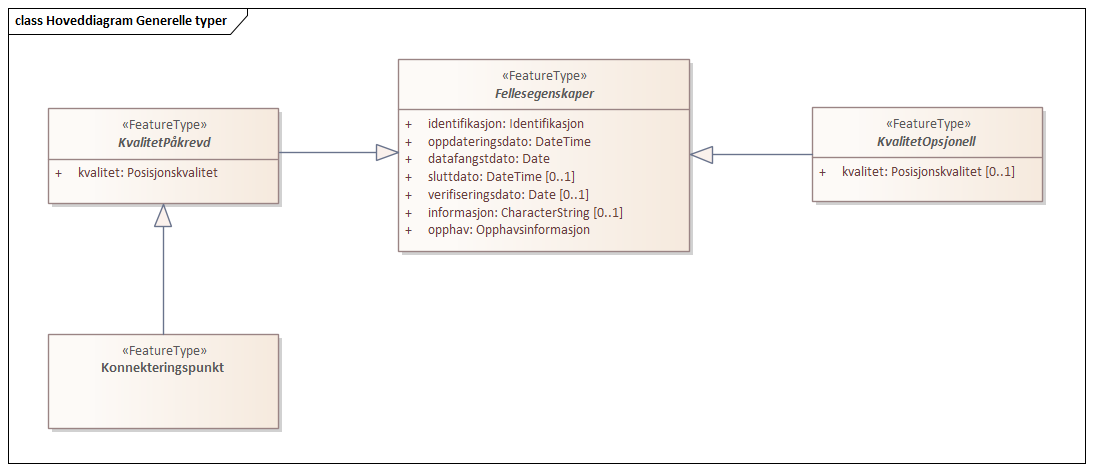 class Hoveddiagram Generelle typer
«FeatureType»
Fellesegenskaper
+ identifikasjon: Identifikasjon
+ oppdateringsdato: DateTime
+ datafangstdato: Date
+ sluttdato: DateTime [0..1]
+ verifiseringsdato: Date [0..1]
+ informasjon: CharacterString [0..1]
+ opphav: Opphavsinformasjon
«FeatureType»
KvalitetPåkrevd
+ kvalitet: Posisjonskvalitet
«FeatureType»
KvalitetOpsjonell
+ kvalitet: Posisjonskvalitet [0..1]
«FeatureType»
Konnekteringspunkt